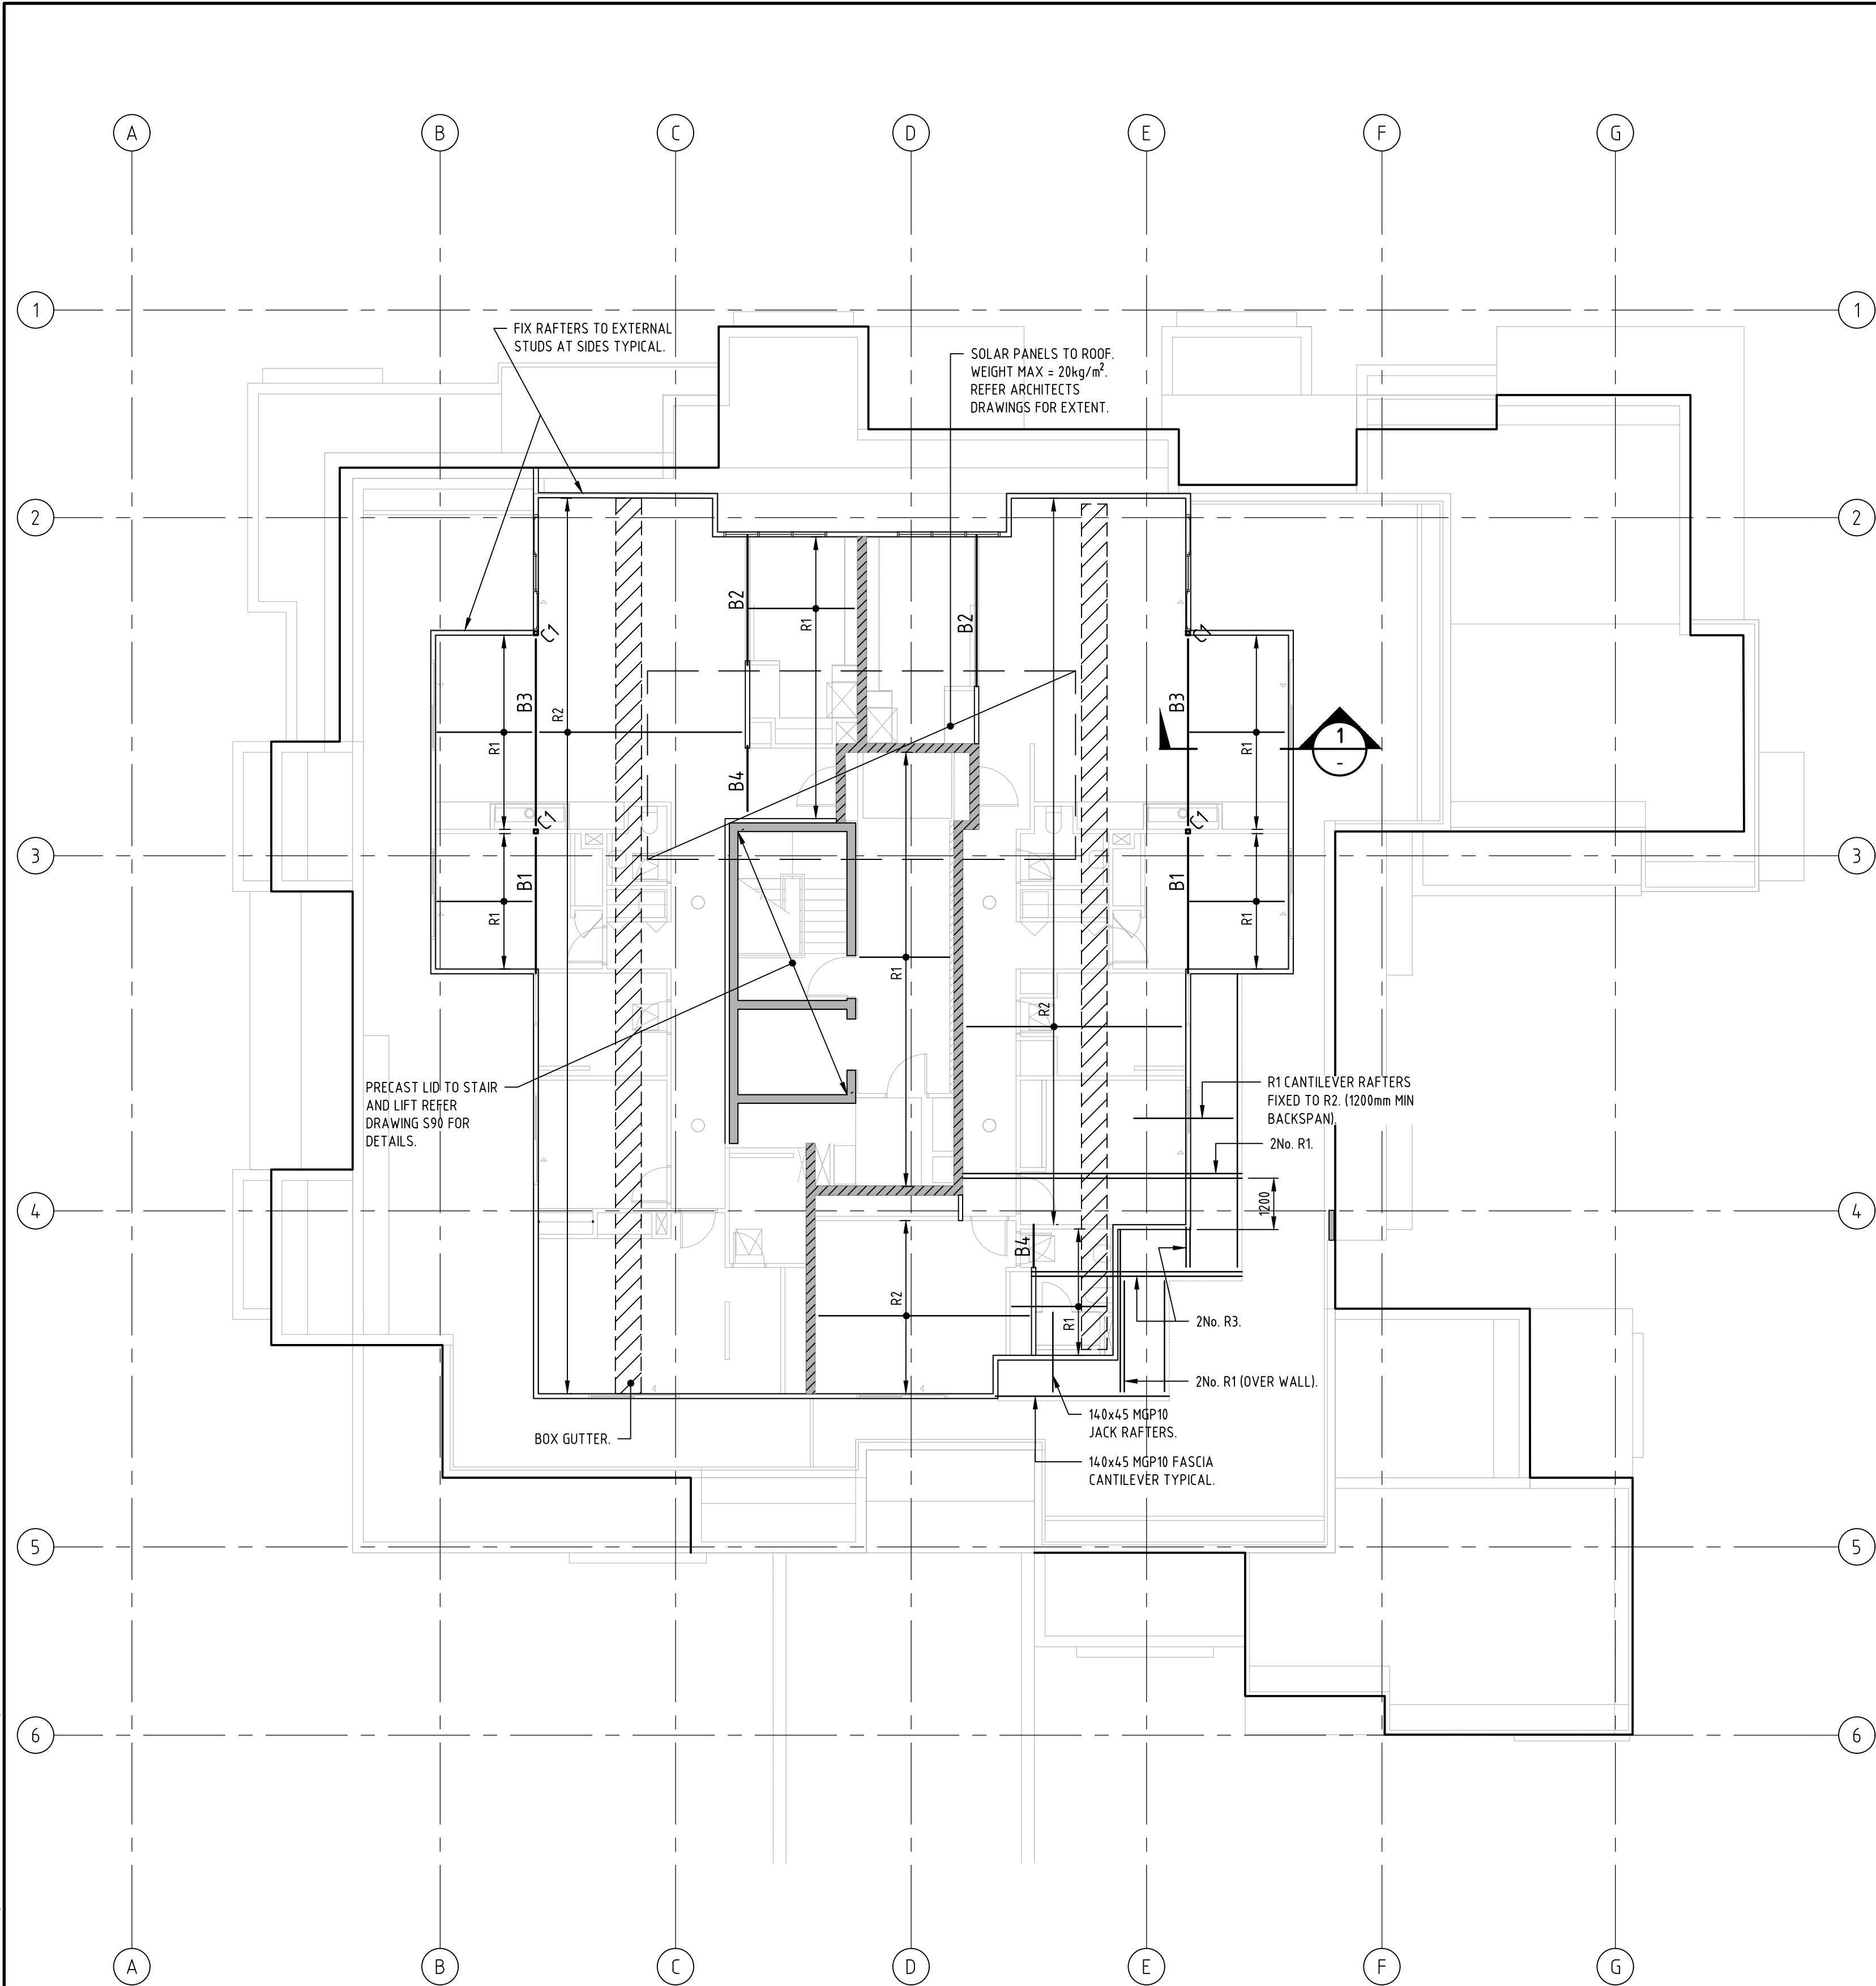 A
B
C
D
E
F
G
1
1
FIX RAFTERS TO EXTERNAL
STUDS AT SIDES TYPICAL.
SOLAR PANELS TO ROOF.
WEIGHT MAX = 20kg/m².
REFER ARCHITECTS
DRAWINGS FOR EXTENT.
2
2
B2
R1
B2
C1
C1
B3
R2
R1
B3
R1
1
-
B4
C1
C1
3
3
B1
R1
B1
R1
R1
R2
PRECAST LID TO STAIR
AND LIFT REFER
DRAWING S90 FOR
DETAILS.
R1 CANTILEVER RAFTERS
FIXED TO R2. (1200mm MIN
BACKSPAN).
2No. R1.
1200
4
4
B4
R2
R1
2No. R3.
2No. R1 (OVER WALL).
BOX GUTTER.
140x45 MGP10
JACK RAFTERS.
140x45 MGP10 FASCIA
CANTILEVER TYPICAL.
5
5
6
6
A
B
C
D
E
F
G